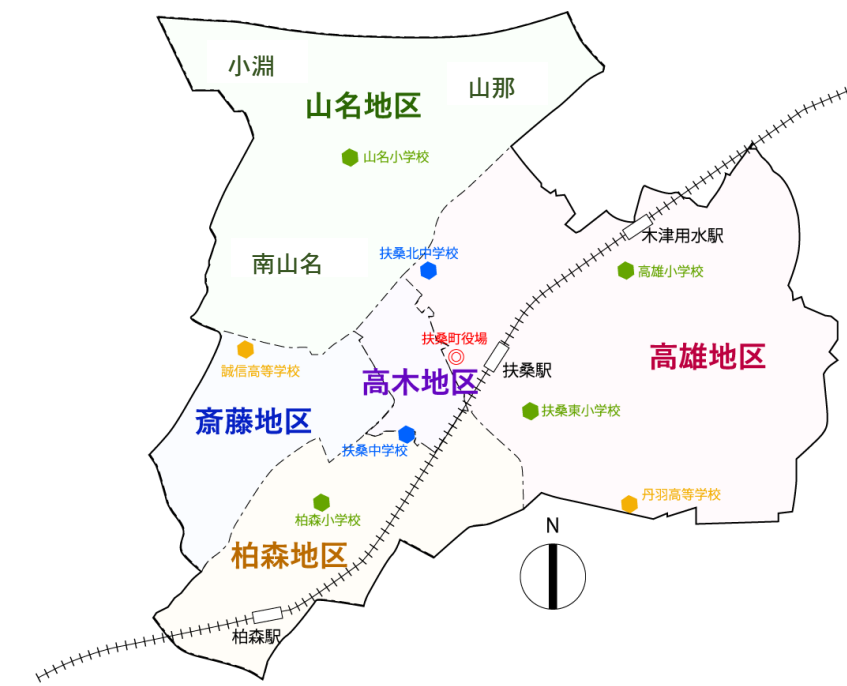 小淵
山那
山名地区
山名小学校
南山名
扶桑北中学校
木津用水駅
高雄小学校
扶桑町役場
誠信高等学校
高木地区
扶桑駅
高雄地区
斎藤地区
扶桑東小学校
扶桑中学校
丹羽高等学校
柏森小学校
N
柏森地区
柏森駅